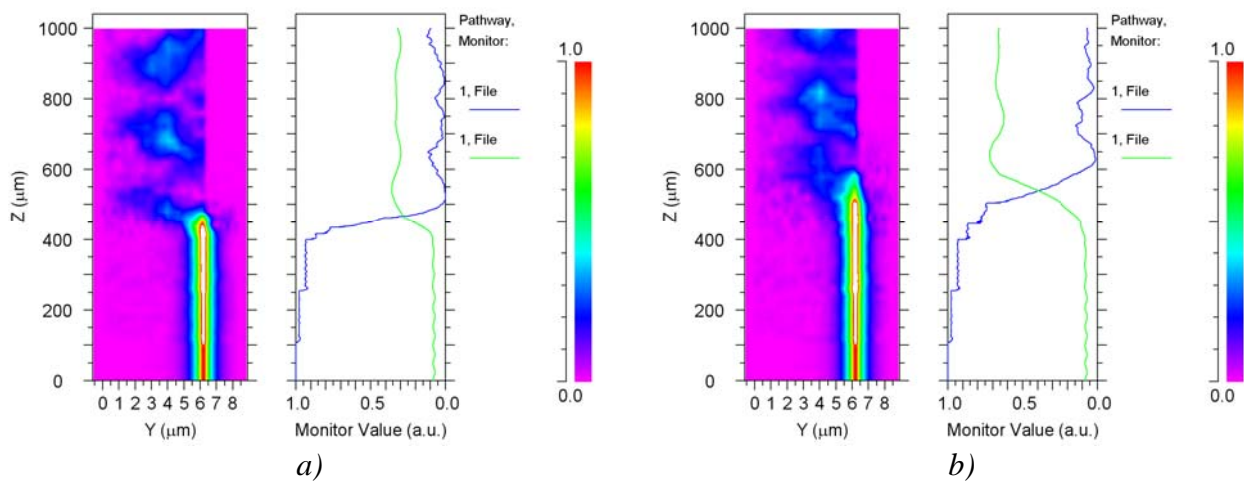 1000
800
600
400
200
0
Z (µm)
0 1 2 3 4 5 6 7 8
Y (µm)
1.0 0.5 0.0
Monitor Value (a.u.)
Pathway,
Monitor:
1, File
1, File
1.0
0.0
a)
1000
800
600
400
200
0
Z (µm)
0 1 2 3 4 5 6 7 8
Y (µm)
1.0 0.5 0.0
Monitor Value (a.u.)
Pathway,
Monitor:
1, File
1, File
1.0
0.0
b)